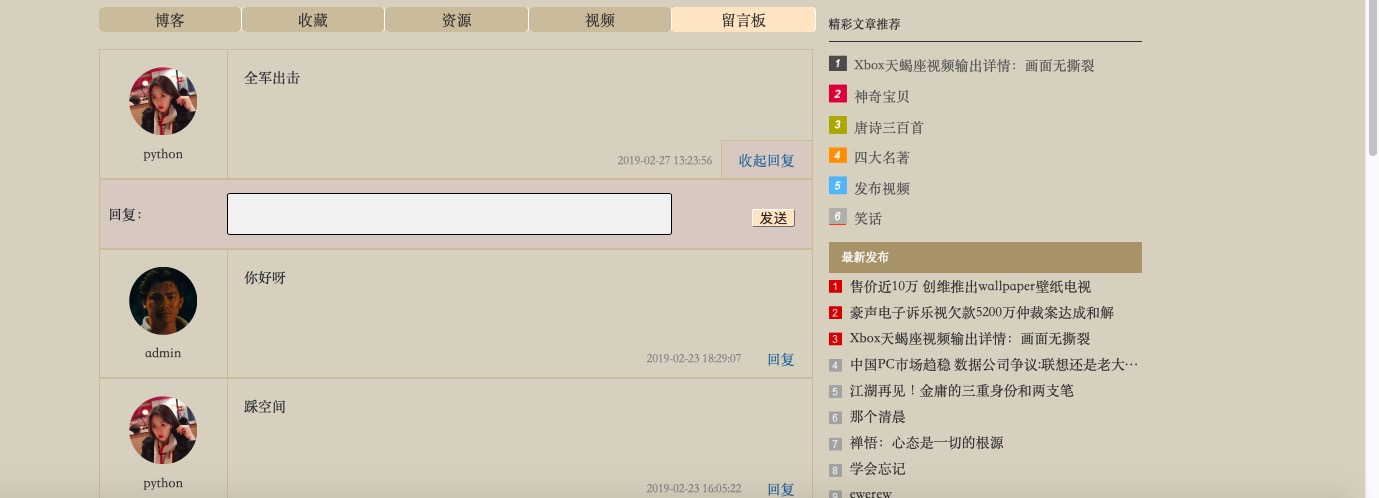 博客 收藏 资源 视频 留言板
全军出击
python
2019-02-27 13:23:56 收起回复
回复： 发送
你好呀
admin
2019-02-23 18:29:07 回复
踩空间
python
2019-02-23 16:05:22 回复
精彩文章推荐
1 Xbox天蝎座视频输出详情：画面无撕裂
2 神奇宝贝
3 唐诗三百首
4 四大名著
5 发布视频
6 笑话
最新发布
1 售价近10万 创维推出wallpaper壁纸电视
2 豪声电子诉乐视欠款5200万仲裁案达成和解
3 Xbox天蝎座视频输出详情：画面无撕裂
4 中国PC市场趋稳 数据公司争议:联想还是老大…
5 江湖再见！金庸的三重身份和两支笔
6 那个清晨
7 禅悟：心态是一切的根源
8 学会忘记
9 ewerew